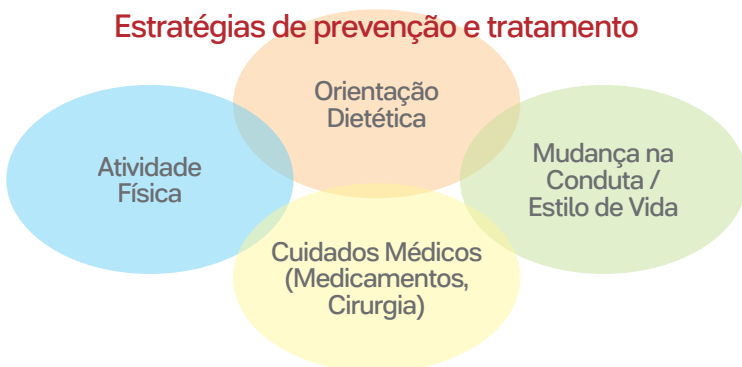 Estratégias de prevenção e tratamento
Orientação
Dietética
Atividade
Física
Mudança na
Conduta /
Estilo de Vida
Cuidados Médicos
(Medicamentos,
Cirurgia)